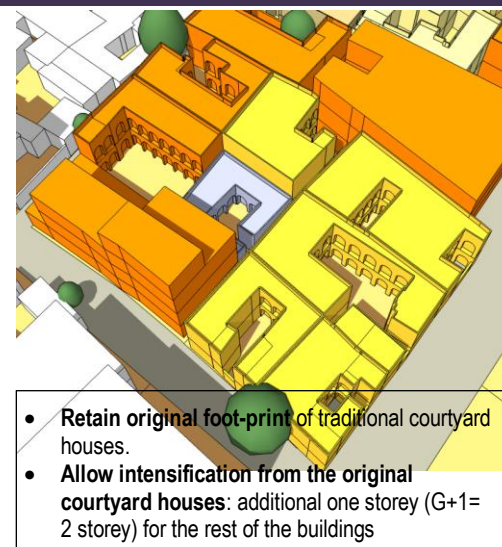 • Retain original foot-print of traditional courtyard
houses.
• Allow intensification from the original
courtyard houses: additional one storey (G+1=
2 storey) for the rest of the buildings